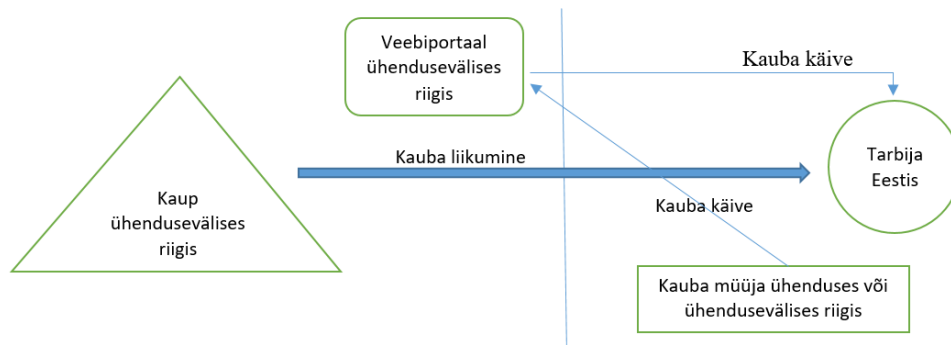 Veebiportaal
ühendusevälises
riigis
Kauba käive
Kauba liikumine
Tarbija
Eestis
Kaup
ühendusevälises
riigis
Kauba käive
Kauba müüja ühenduses või
ühendusevälises riigis